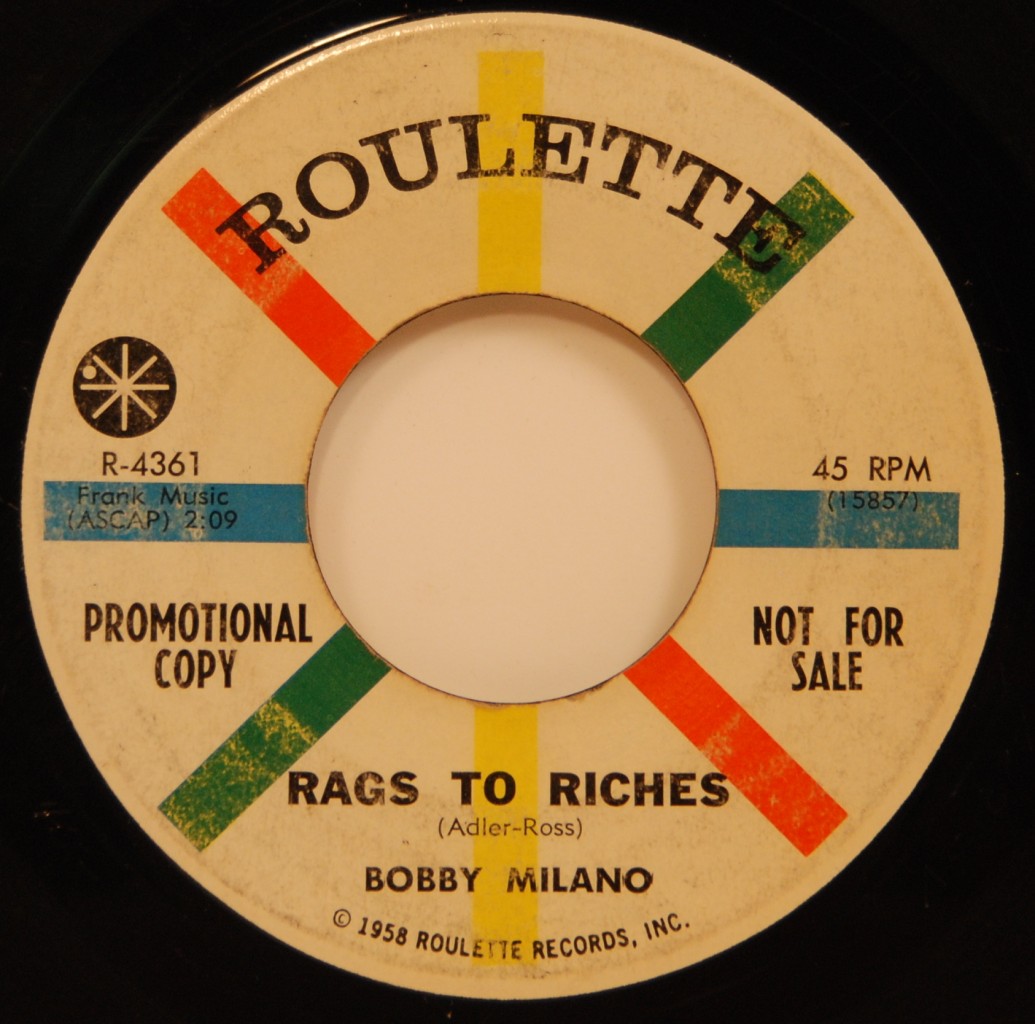 ROULETTE
R-4361
Frank Music
(ASCAP) 2:09
45 RPM
(15857)
PROMOTIONAL
COPY
NOT FOR
SALE
RAGS TO RICHES
(Adler-Ross)
BOBBY MILANO
© 1958 ROULETTE RECORDS, INC.